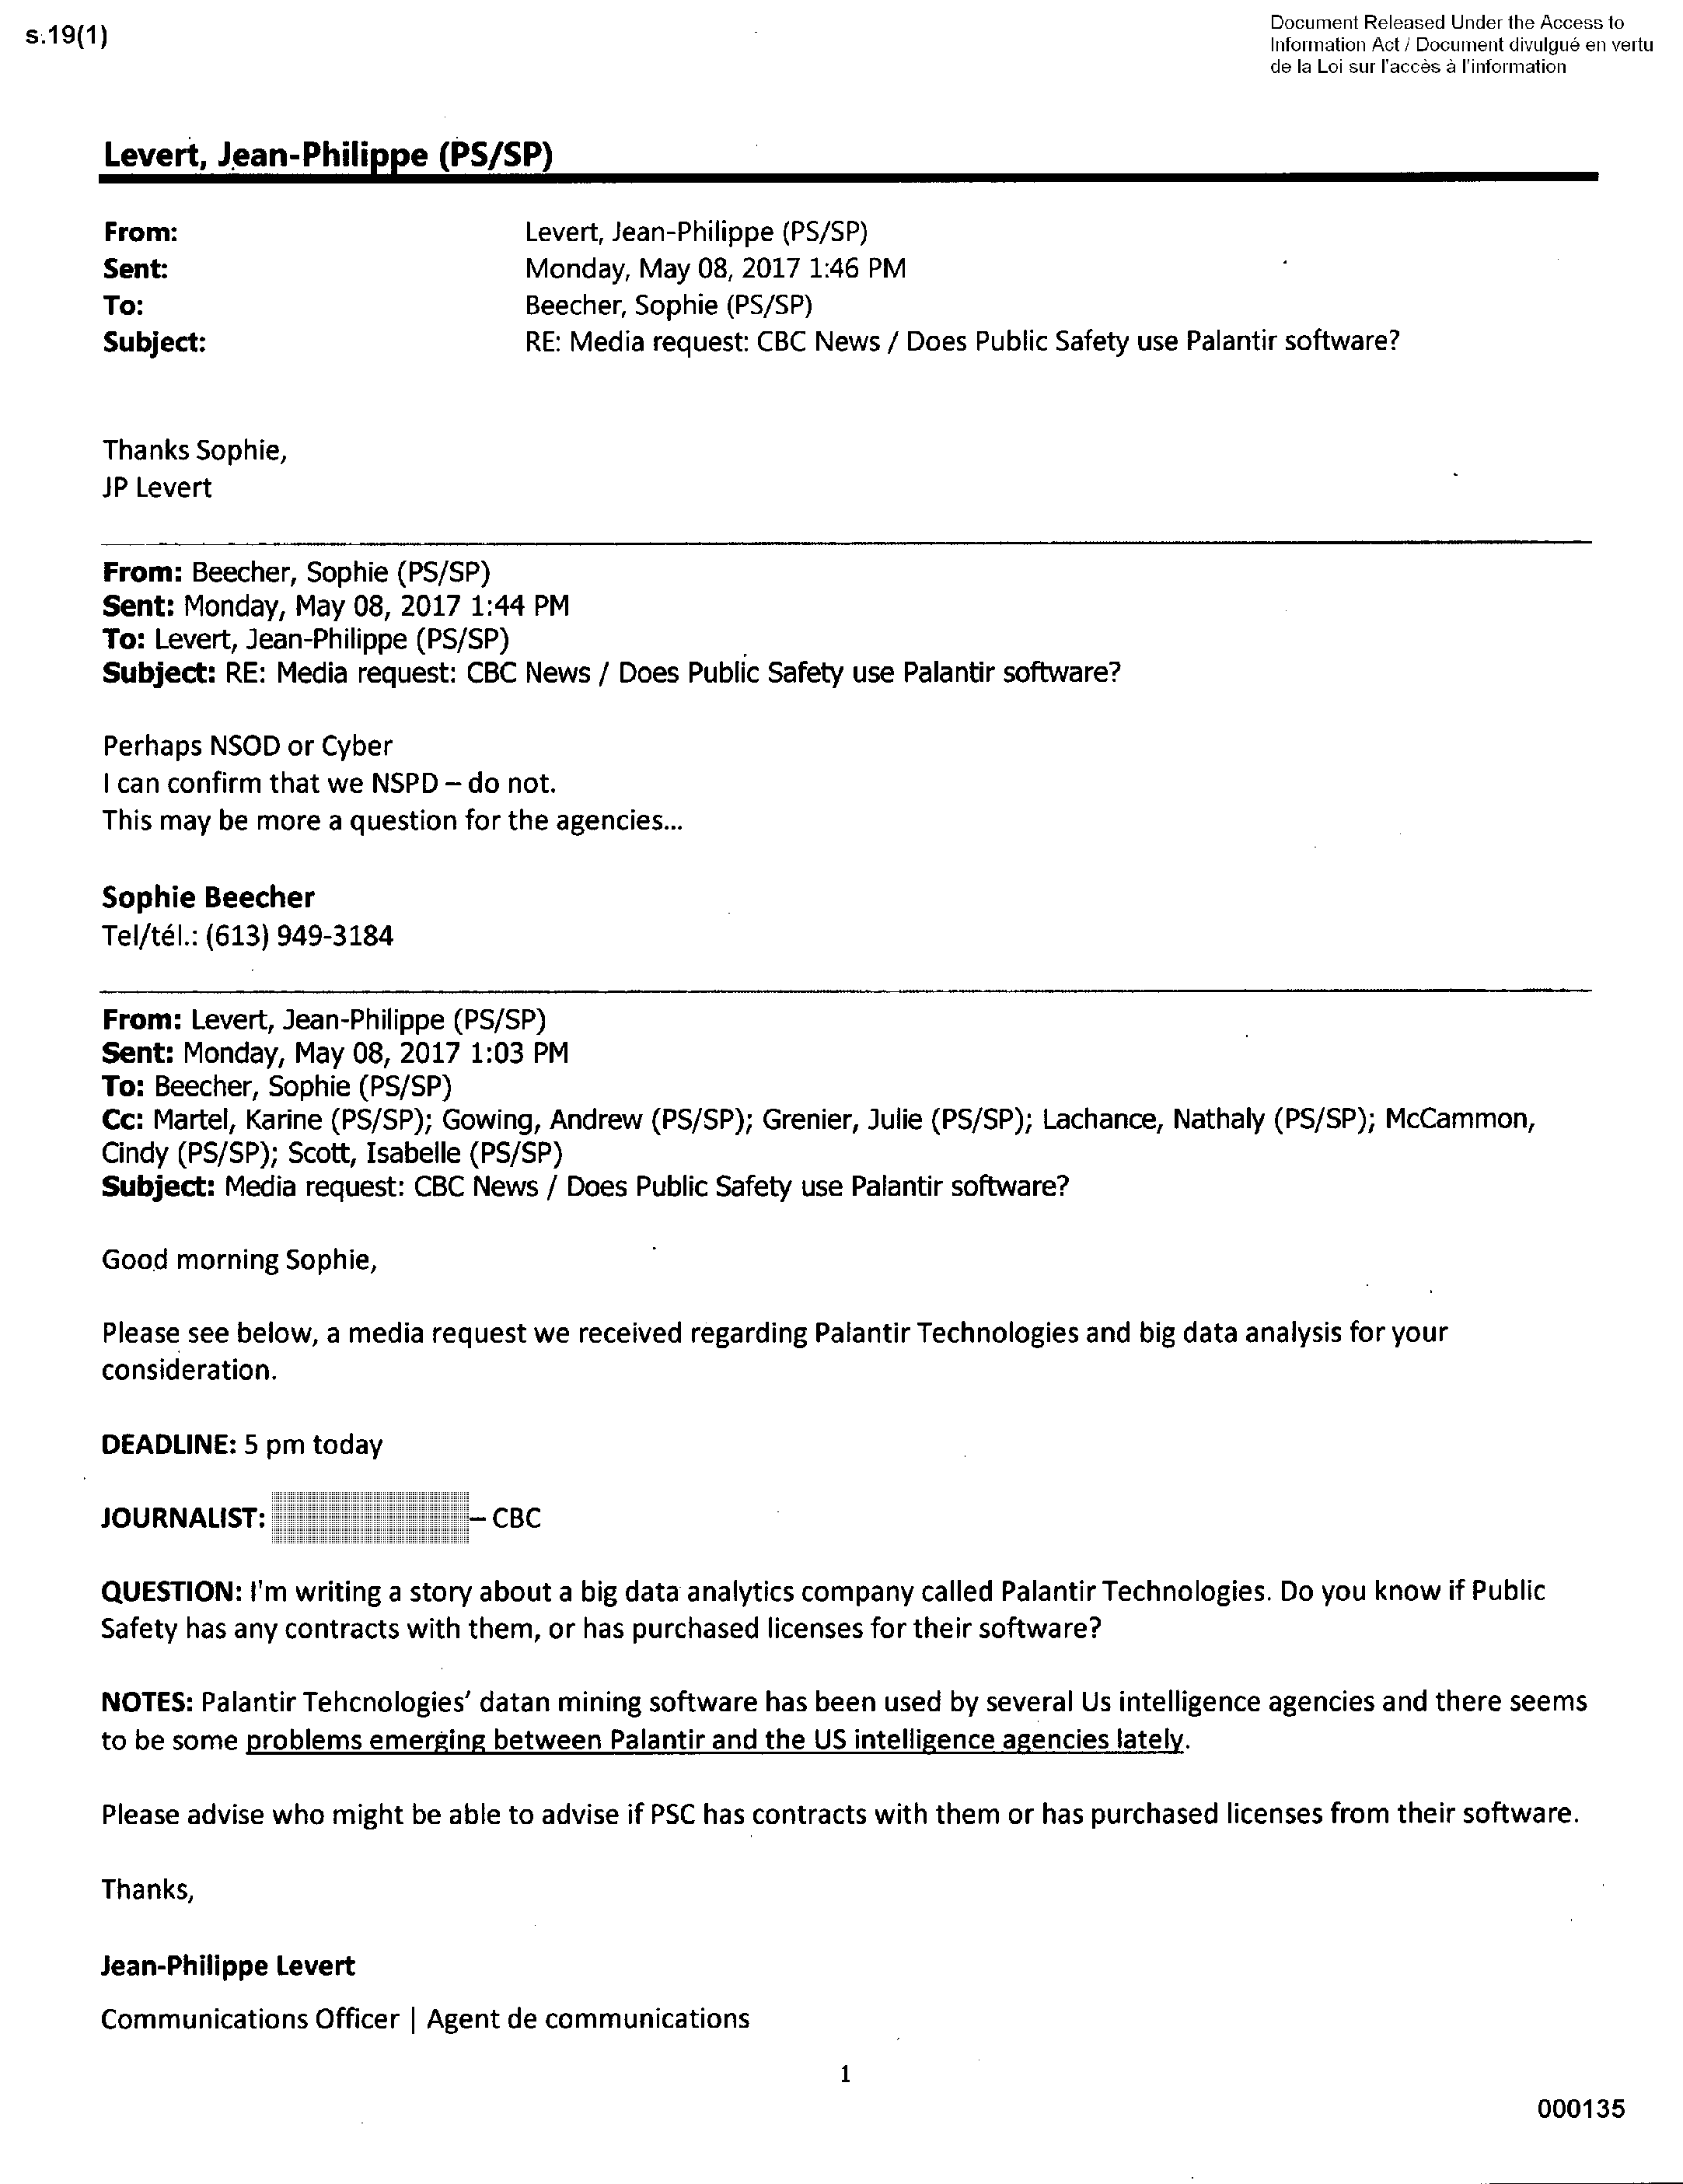 s.19(1)
Document Released Under the Access to
Information Act / Document divulgué en vertu
de la Loi sur l'accès à l'information
Levert, Jean-Philippe (PS/SP)
From: Levert, Jean-Philippe (PS/SP)
Sent: Monday, May 08, 2017 1:46 PM
To: Beecher, Sophie (PS/SP)
Subject: RE: Media request: CBC News / Does Public Safety use Palantir software?
Thanks Sophie,
JP Levert
From: Beecher, Sophie (PS/SP)
Sent: Monday, May 08, 2017 1:44 PM
To: Levert, Jean-Philippe (PS/SP)
Subject: RE: Media request: CBC News / Does Public Safety use Palantir software?
Perhaps NSOD or Cyber
I can confirm that we NSPD – do not.
This may be more a question for the agencies...
Sophie Beecher
Tel/tél.: (613) 949-3184
From: Levert, Jean-Philippe (PS/SP)
Sent: Monday, May 08, 2017 1:03 PM
To: Beecher, Sophie (PS/SP)
Cc: Martel, Karine (PS/SP); Gowing, Andrew (PS/SP); Grenier, Julie (PS/SP); Lachance, Nathaly (PS/SP); McCammon,
Cindy (PS/SP); Scott, Isabelle (PS/SP)
Subject: Media request: CBC News / Does Public Safety use Palantir software?
Good morning Sophie,
Please see below, a media request we received regarding Palantir Technologies and big data analysis for your
consideration.
DEADLINE: 5 pm today
JOURNALIST: – CBC
QUESTION: I'm writing a story about a big data analytics company called Palantir Technologies. Do you know if Public
Safety has any contracts with them, or has purchased licenses for their software?
NOTES: Palantir Tehcnologies' datan mining software has been used by several Us intelligence agencies and there seems
to be some problems emerging between Palantir and the US intelligence agencies lately.
Please advise who might be able to advise if PSC has contracts with them or has purchased licenses from their software.
Thanks,
Jean-Philippe Levert
Communications Officer | Agent de communications
1
000135